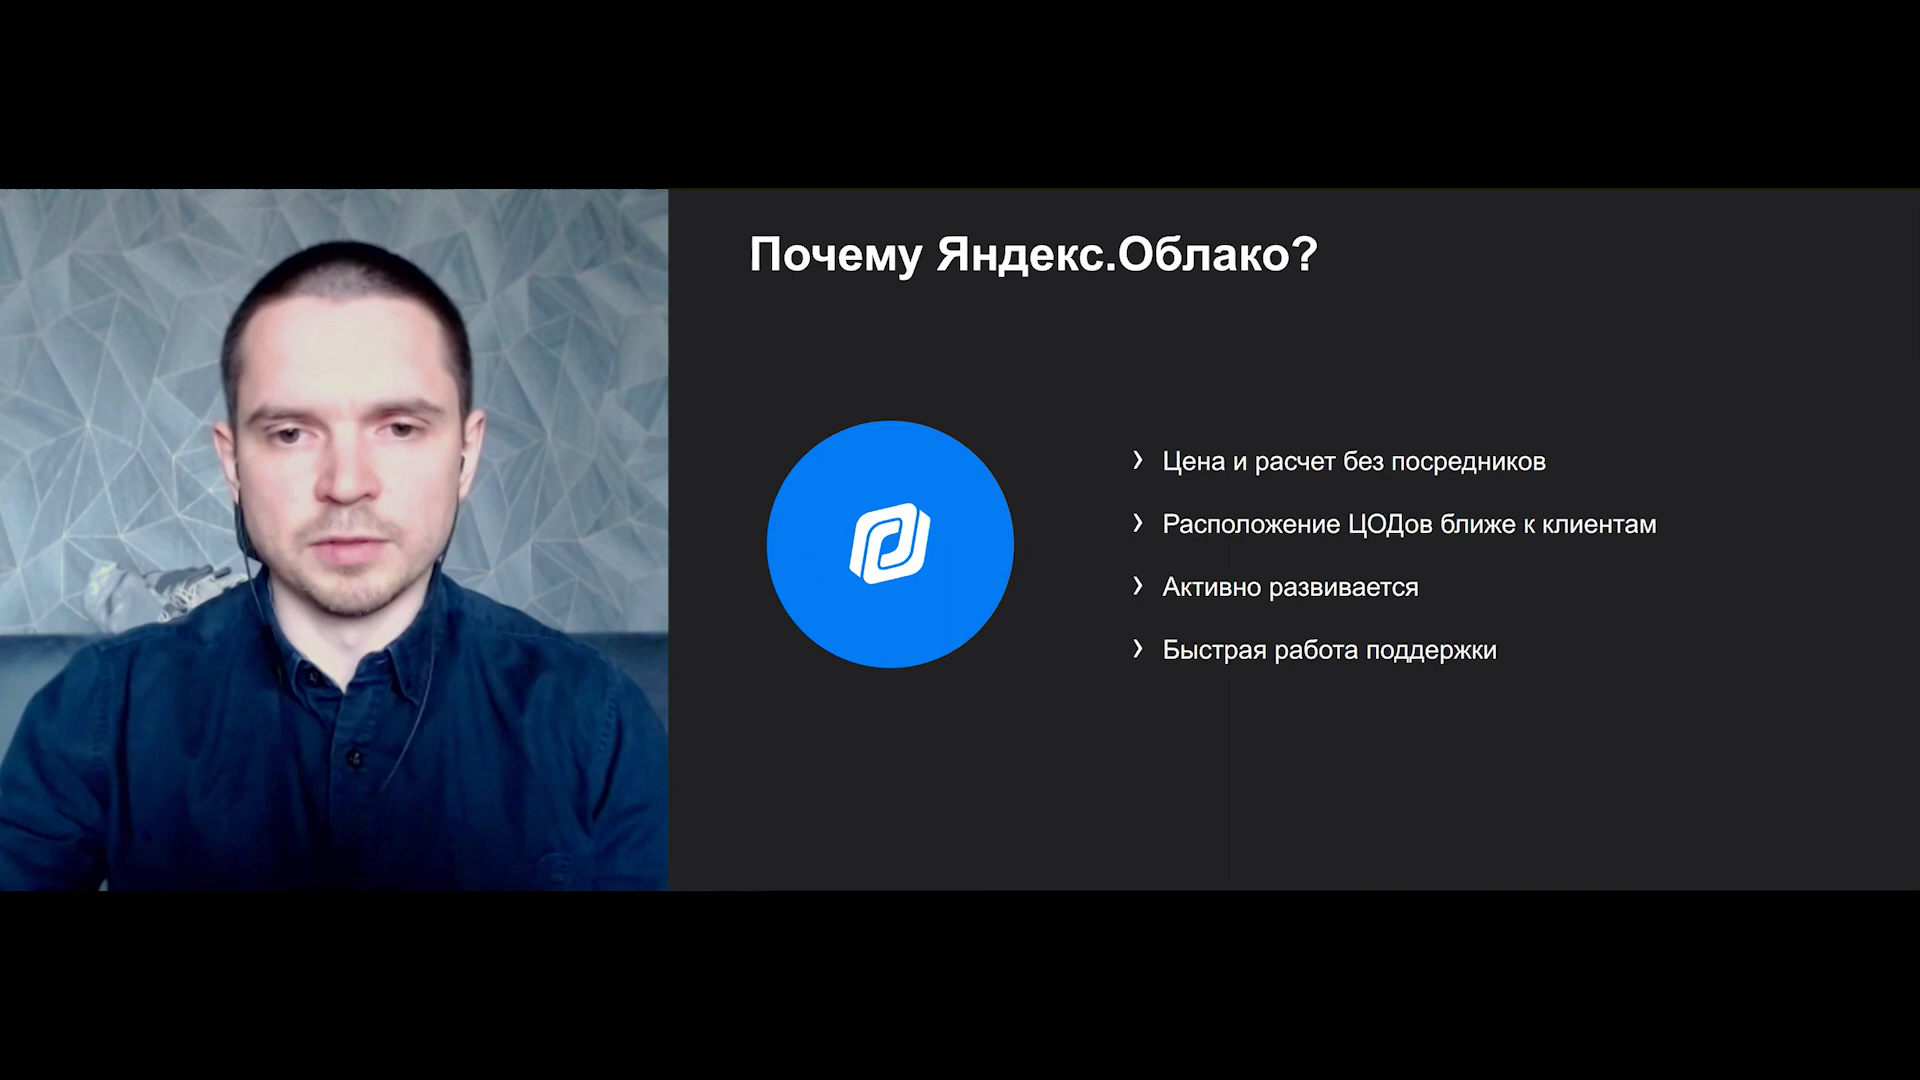 Почему Яндекс.Облако?
Цена и расчет без посредников
Расположение ЦОДов ближе к клиентам
Активно развивается
Быстрая работа поддержки